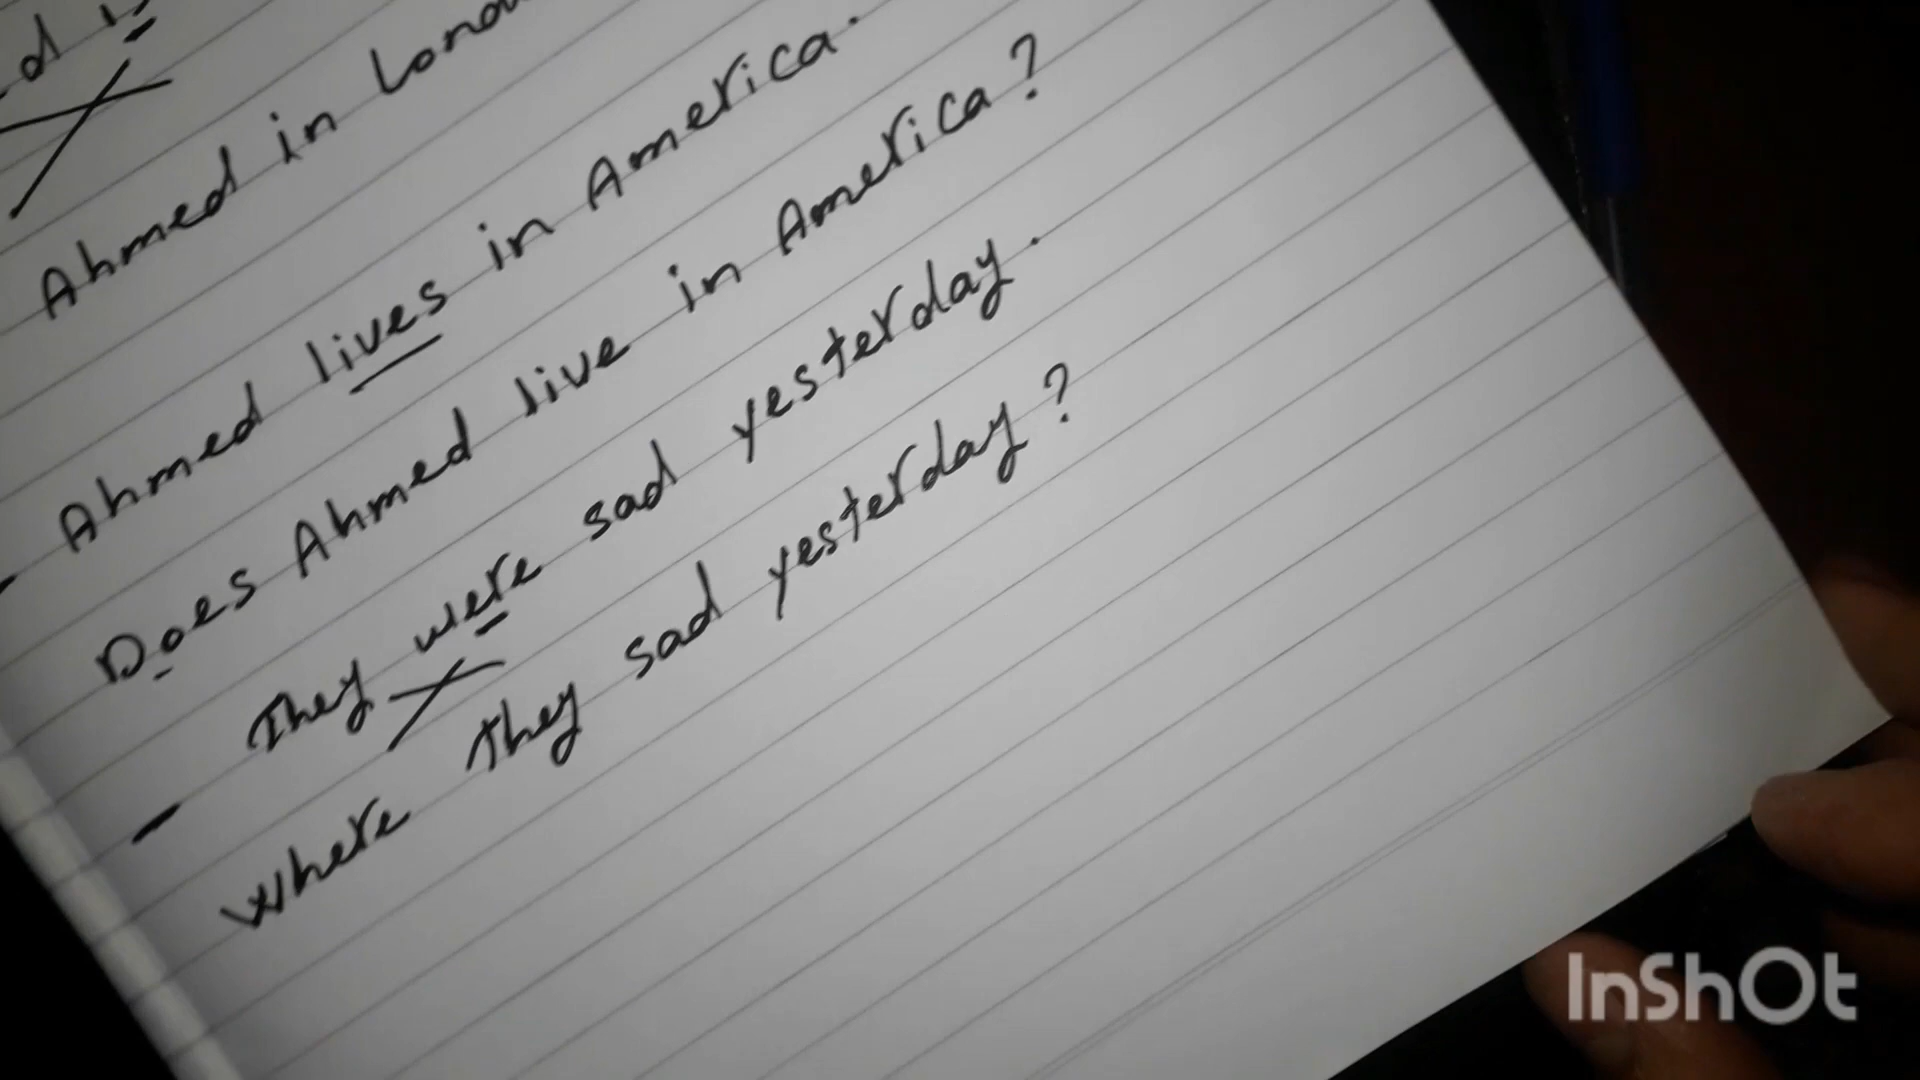 Ahmed in
Ahmed lives in America.
Does Ahmed live in America?
- They were sad yesterday.
Where they sad yesterday?
InShOt